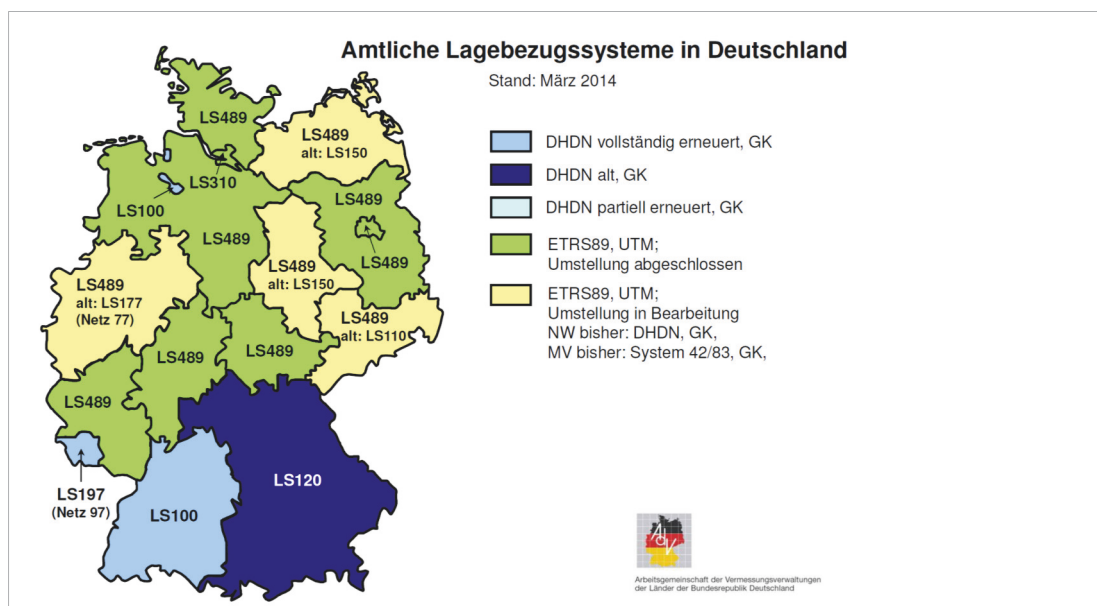 Amtliche Lagebezugssysteme in Deutschland
Stand: März 2014
DHDN vollständig erneuert, GK
DHDN alt, GK
DHDN partiell erneuert, GK
ETRS89, UTM;
Umstellung abgeschlossen
ETRS89, UTM;
Umstellung in Bearbeitung
NW bisher: DHDN, GK,
MV bisher: System 42/83, GK,
LS489
LS489
alt: LS150
LS310
LS100
LS489
LS489
LS489
LS489
alt: LS150
LS489
alt: LS177
(Netz 77)
LS489
alt: LS110
LS489
LS489
LS489
LS197
(Netz 97)
LS120
LS100
AdV
Arbeitsgemeinschaft der Vermessungsverwaltungen
der Länder der Bundesrepublik Deutschland